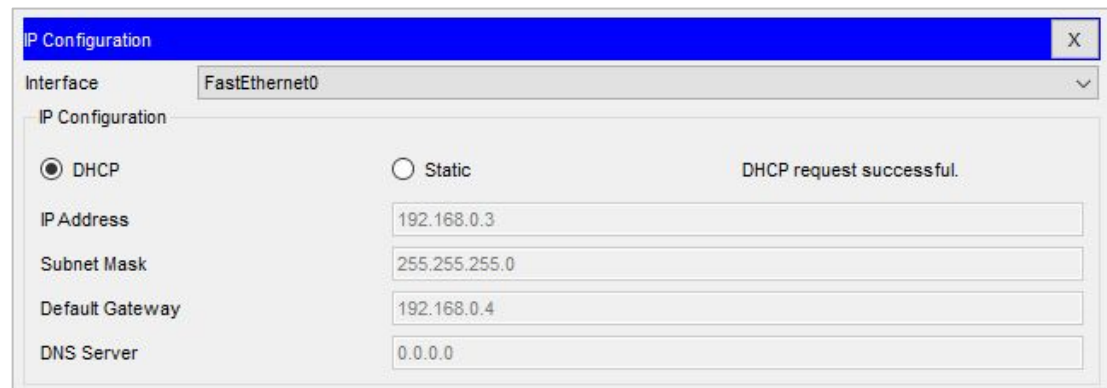 IP Configuration X
Interface FastEthernet0
IP Configuration
DHCP Static DHCP request successful.
IP Address 192.168.0.3
Subnet Mask 255.255.255.0
Default Gateway 192.168.0.4
DNS Server 0.0.0.0